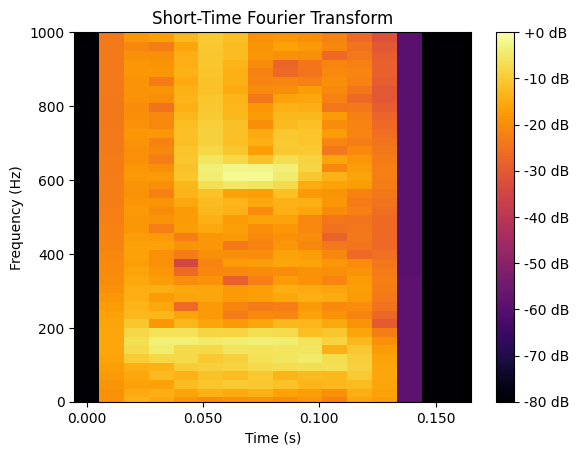 Short-Time Fourier Transform
1000
800
600
400
200
0
Frequency (Hz)
0.000
0.050
0.100
0.150
Time (s)
+0 dB
-10 dB
-20 dB
-30 dB
-40 dB
-50 dB
-60 dB
-70 dB
-80 dB